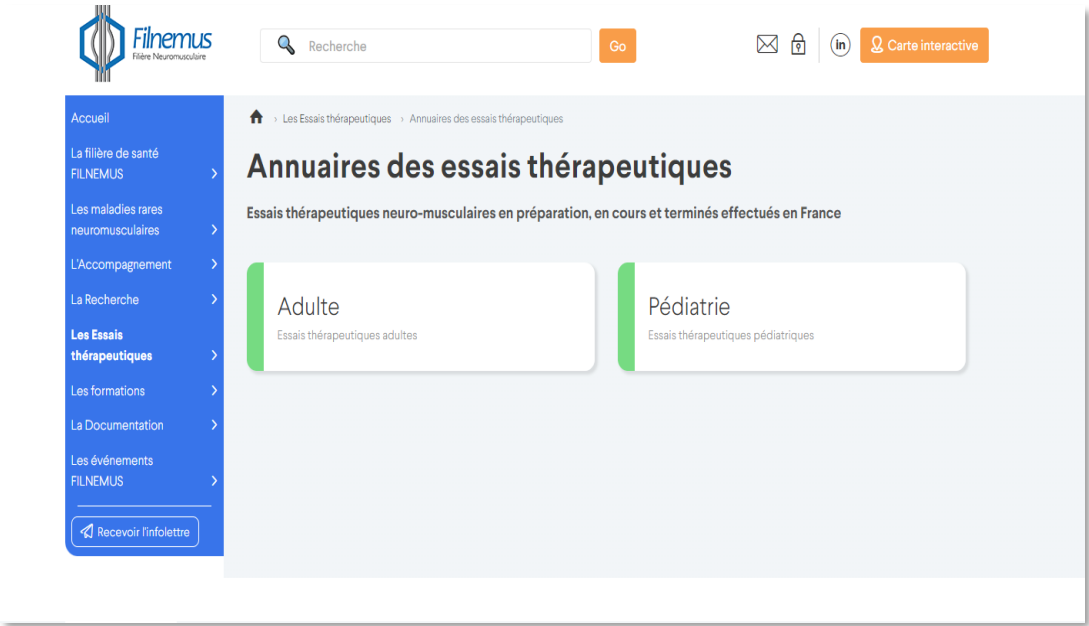 Filnemus
Filière Neuromusculaire
Recherche
Go
in
Carte interactive
Accueil
La filière de santé
FILNEMUS
Les maladies rares
neuromusculaires
L'Accompagnement
La Recherche
Les Essais
thérapeutiques
Les formations
La Documentation
Les événements
FILNEMUS
Recevoir l'infolettre
› Les Essais thérapeutiques › Annuaires des essais thérapeutiques
Annuaires des essais thérapeutiques
Essais thérapeutiques neuro-musculaires en préparation, en cours et terminés effectués en France
Adulte
Essais thérapeutiques adultes
Pédiatrie
Essais thérapeutiques pédiatriques